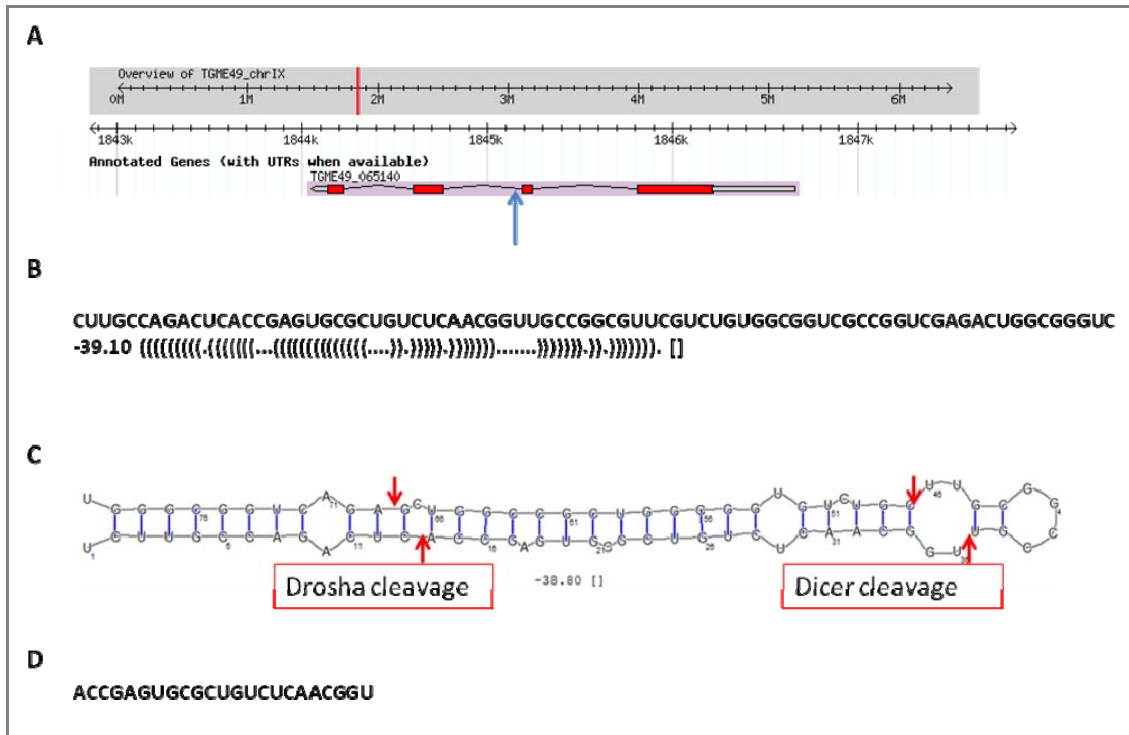 A
Overview of TGME49_chrIX
0M 1M 2M 3M 4M 5M 6M
1843k 1844k 1845k 1846k 1847k
Annotated Genes (with UTRs when available)
TGME49_065140
B
CUUGCCAGACUCACCGAGUGCGCUGUCUCAACGGUUGCCGGCGUUCGUCUGUGGCGGUCGCCGGUCGAGACUGGCGGGUC
-39.10 (((((((((.(((((((...((((((((((((((....)).))))).))))))).......))))))).)).))))))). []
C
Drosha cleavage
-38.80 []
Dicer cleavage
D
ACCGAGUGCGCUGUCUCAACGGU